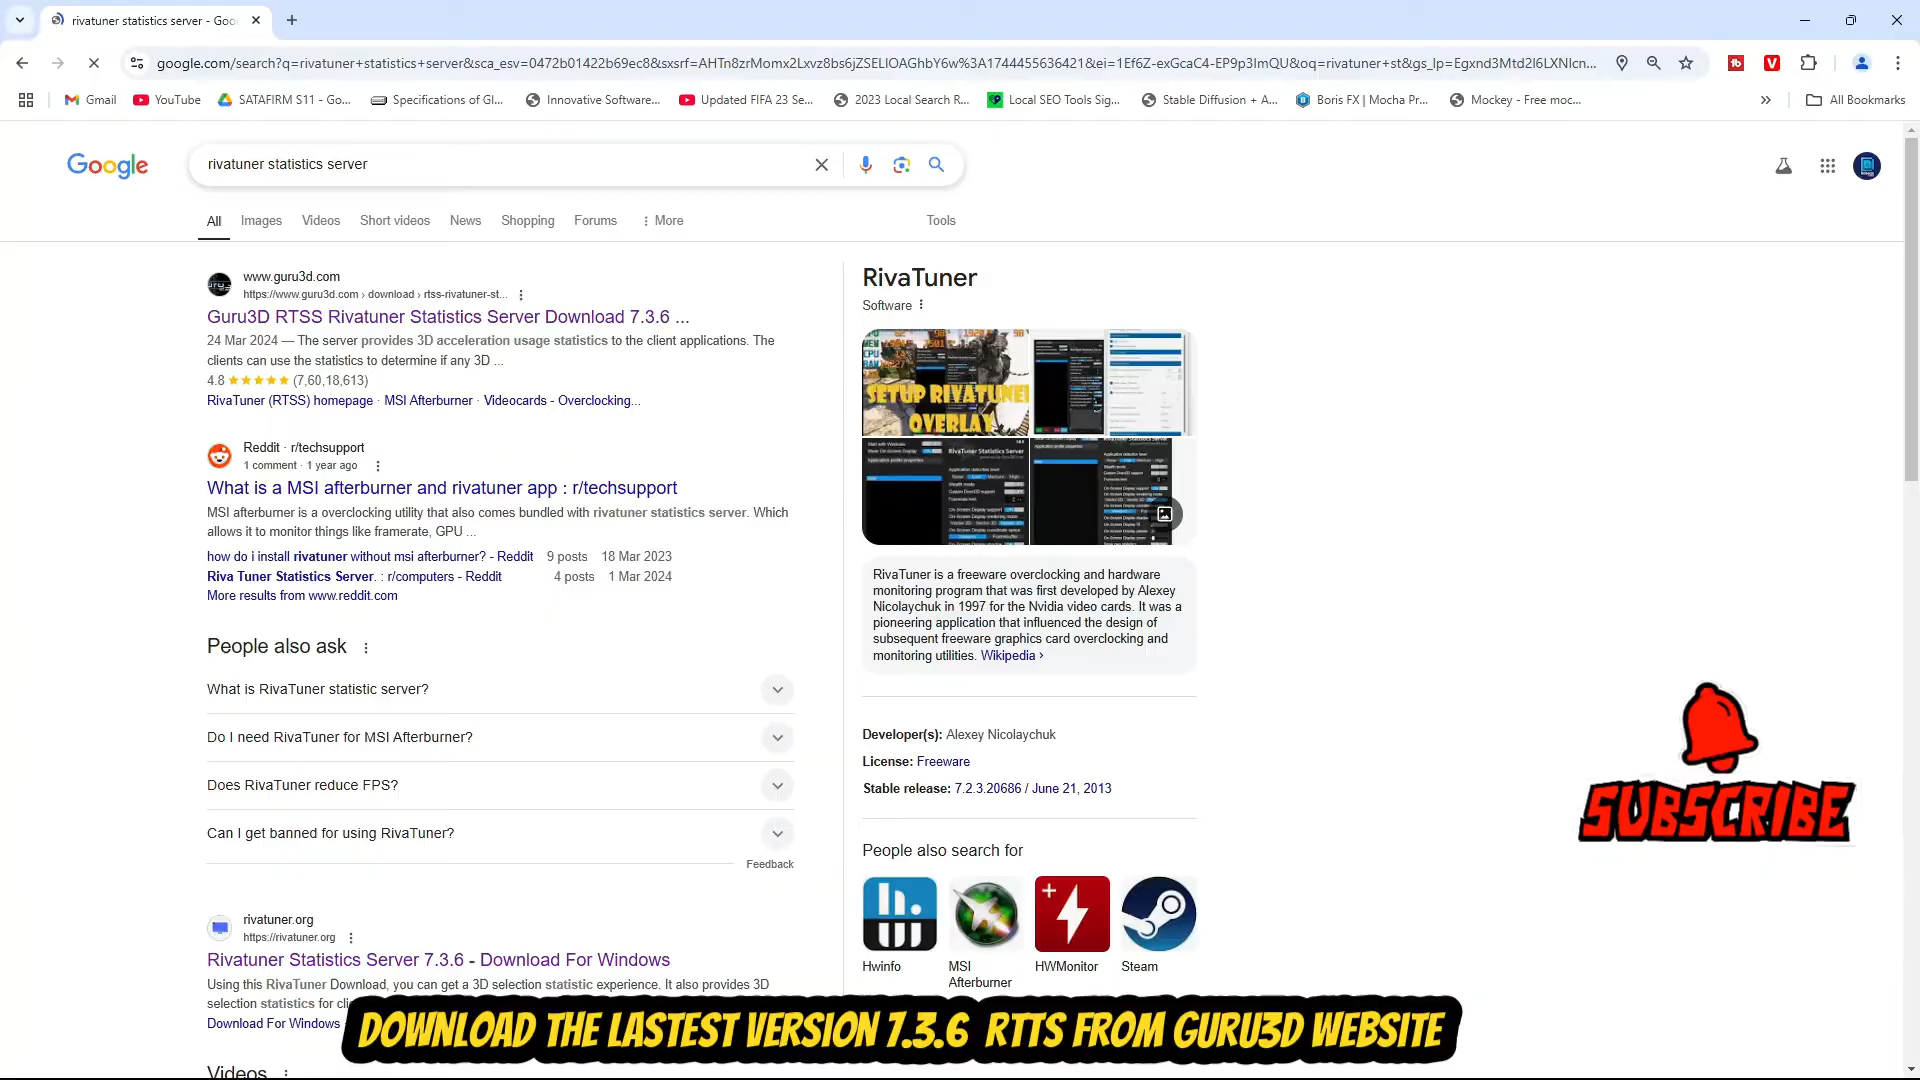 rivatuner statistics server - Goo
google.com/search?q=rivatuner+statistics+server&sca_esv=0472b01422b69ec8&sxsrf=AHTn8zrMomx2Lxvz8bs6jZSELIOAGhbY6w%3A1744455636421&ei=1Ef6Z-exGcaC4-EP9p3ImQU&oq=rivatuner+st&gs_lp=Egxnd3Mtd2l6LXNlcn...
Gmail YouTube SATAFIRM S11 - Go... Specifications of Gl... Innovative Software... Updated FIFA 23 Se... 2023 Local Search R... Local SEO Tools Sig... Stable Diffusion + A... Boris FX | Mocha Pr... Mockey - Free moc... » All Bookmarks
Google
rivatuner statistics server
All Images Videos Short videos News Shopping Forums More Tools
www.guru3d.com
https://www.guru3d.com › download › rtss-rivatuner-st...
Guru3D RTSS Rivatuner Statistics Server Download 7.3.6 ...
24 Mar 2024 — The server provides 3D acceleration usage statistics to the client applications. The
clients can use the statistics to determine if any 3D ...
4.8 ★★★★★ (7,60,18,613)
RivaTuner (RTSS) homepage · MSI Afterburner · Videocards - Overclocking...
Reddit · r/techsupport
1 comment · 1 year ago
What is a MSI afterburner and rivatuner app : r/techsupport
MSI afterburner is a overclocking utility that also comes bundled with rivatuner statistics server. Which
allows it to monitor things like framerate, GPU ...
how do i install rivatuner without msi afterburner? - Reddit 9 posts 18 Mar 2023
Riva Tuner Statistics Server. : r/computers - Reddit 4 posts 1 Mar 2024
More results from www.reddit.com
People also ask
What is RivaTuner statistic server?
Do I need RivaTuner for MSI Afterburner?
Does RivaTuner reduce FPS?
Can I get banned for using RivaTuner?
Feedback
rivatuner.org
https://rivatuner.org
Rivatuner Statistics Server 7.3.6 - Download For Windows
Using this RivaTuner Download, you can get a 3D selection statistic experience. It also provides 3D
selection statistics for
Download For Windows
Videos
RivaTuner
Software
SETUP RIVATUNER
OVERLAY
RivaTuner Statistics Server
RivaTuner is a freeware overclocking and hardware
monitoring program that was first developed by Alexey
Nicolaychuk in 1997 for the Nvidia video cards. It was a
pioneering application that influenced the design of
subsequent freeware graphics card overclocking and
monitoring utilities. Wikipedia ›
Developer(s): Alexey Nicolaychuk
License: Freeware
Stable release: 7.2.3.20686 / June 21, 2013
People also search for
Hwinfo MSI Afterburner HWMonitor Steam
SUBSCRIBE
DOWNLOAD THE LASTEST VERSION 7.3.6 RTTS FROM GURU3D WEBSITE